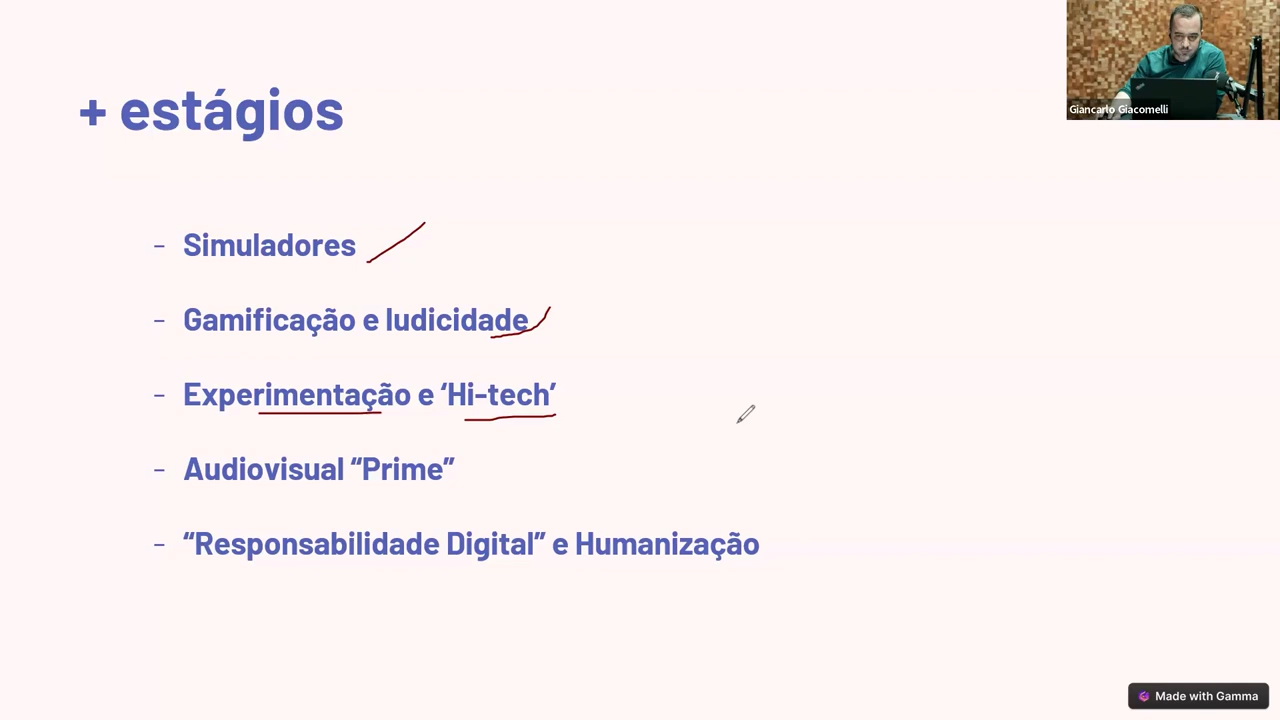 + estágios
Giancarlo Giacomelli
- Simuladores
- Gamificação e ludicidade
- Experimentação e ‘Hi-tech’
- Audiovisual “Prime”
- “Responsabilidade Digital” e Humanização
Made with Gamma